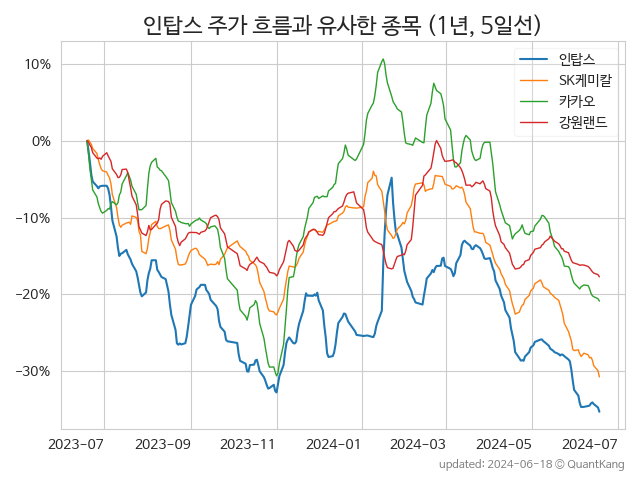 인탑스 주가 흐름과 유사한 종목 (1년, 5일선)
인탑스
SK케미칼
카카오
강원랜드
10%
0%
−10%
−20%
−30%
2023-07
2023-09
2023-11
2024-01
2024-03
2024-05
2024-07
updated: 2024-06-18 © QuantKang